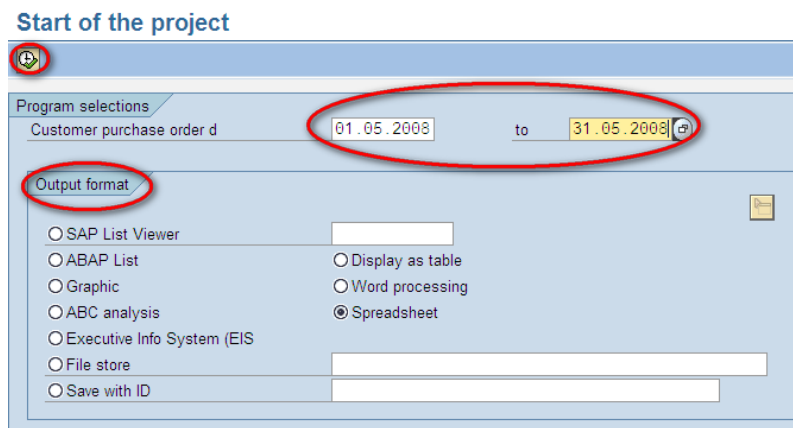 Start of the project
Program selections
Customer purchase order d 01.05.2008 to 31.05.2008
Output format
SAP List Viewer
ABAP List Display as table
Graphic Word processing
ABC analysis Spreadsheet
Executive Info System (EIS
File store
Save with ID